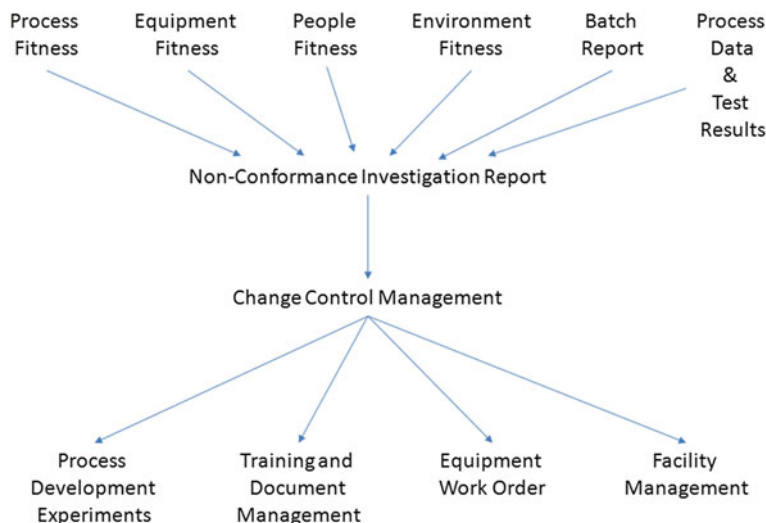 Process
Fitness
Equipment
Fitness
People
Fitness
Environment
Fitness
Batch
Report
Process
Data
&
Test
Results
Non-Conformance Investigation Report
Change Control Management
Process
Development
Experiments
Training and
Document
Management
Equipment
Work Order
Facility
Management